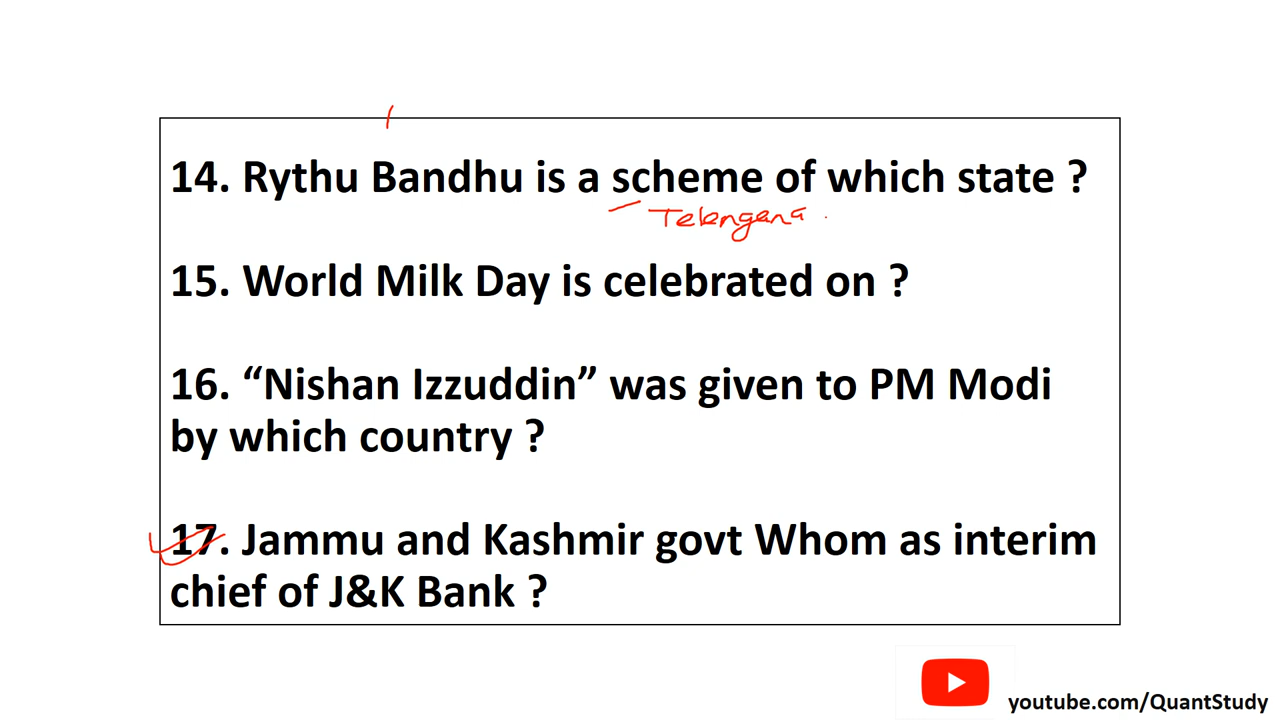 14. Rythu Bandhu is a scheme of which state ?
Telengana
15. World Milk Day is celebrated on ?
16. “Nishan Izzuddin” was given to PM Modi
by which country ?
17. Jammu and Kashmir govt Whom as interim
chief of J&K Bank ?
youtube.com/QuantStudy